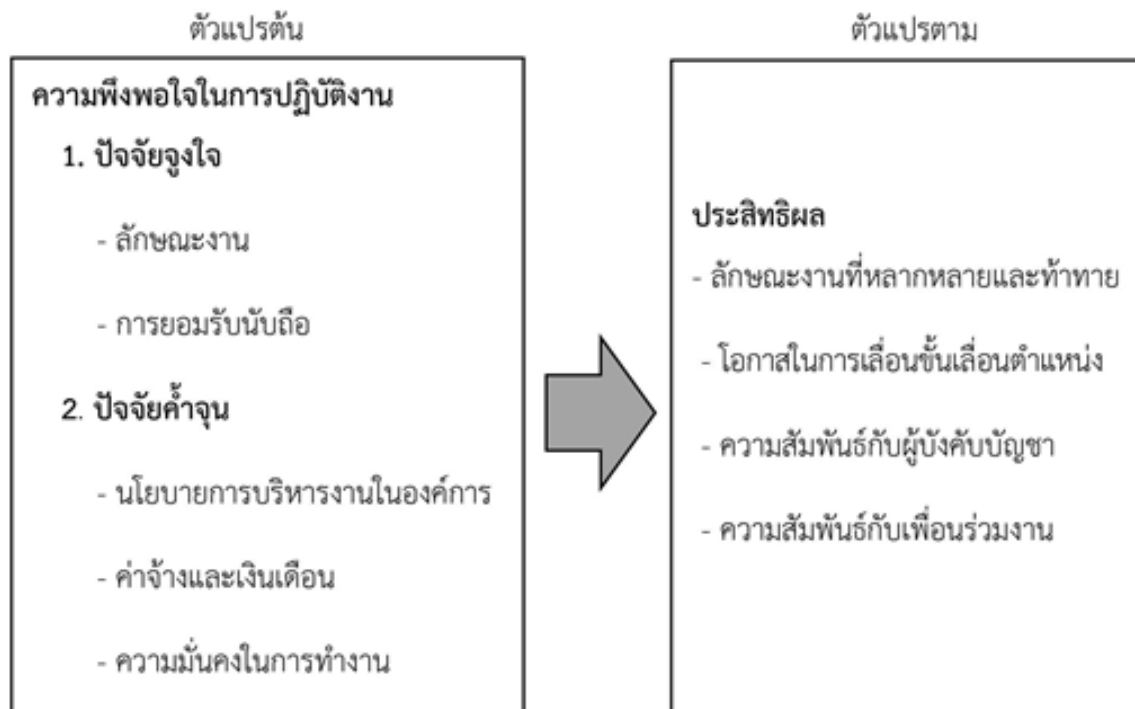 ตัวแปรต้น
ความพึงพอใจในการปฏิบัติงาน
1. ปัจจัยจูงใจ
- ลักษณะงาน
- การยอมรับนับถือ
2. ปัจจัยค้ำจุน
- นโยบายการบริหารงานในองค์การ
- ค่าจ้างและเงินเดือน
- ความมั่นคงในการทำงาน
ตัวแปรตาม
ประสิทธิผล
- ลักษณะงานที่หลากหลายและท้าทาย
- โอกาสในการเลื่อนขั้นเลื่อนตำแหน่ง
- ความสัมพันธ์กับผู้บังคับบัญชา
- ความสัมพันธ์กับเพื่อนร่วมงาน